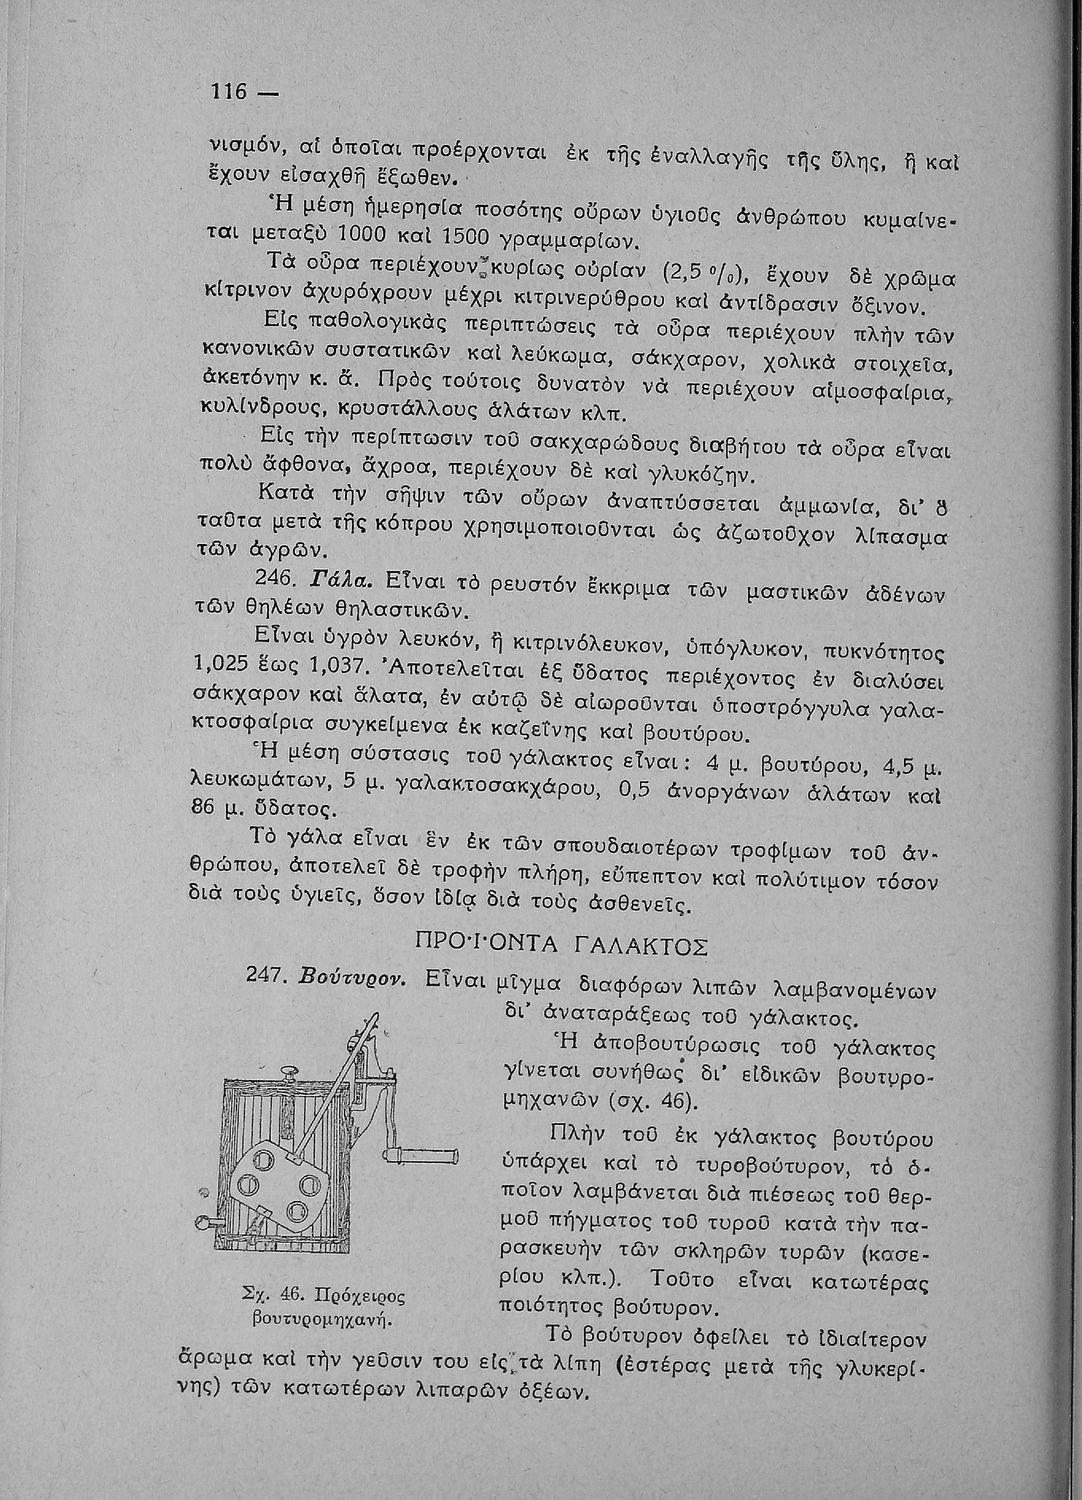 116 —
νισμόν, αἱ ὁποῖαι προέρχονται ἐκ τῆς ἐναλλαγῆς τῆς ὕλης, ἢ καὶ
ἔχουν εἰσαχθῆ ἔξωθεν.
Ἡ μέση ἡμερησία ποσότης οὔρων ὑγιοῦς ἀνθρώπου κυμαίνε-
ται μεταξὺ 1000 καὶ 1500 γραμμαρίων.
Τὰ οὖρα περιέχουν κυρίως οὐρίαν (2,5 º/₀), ἔχουν δὲ χρῶμα
κίτρινον ἀχυρόχρουν μέχρι κιτρινερύθρου καὶ ἀντίδρασιν ὄξινον.
Εἰς παθολογικὰς περιπτώσεις τὰ οὖρα περιέχουν πλὴν τῶν
κανονικῶν συστατικῶν καὶ λεύκωμα, σάκχαρον, χολικὰ στοιχεῖα,
ἀκετόνην κ. ἄ. Πρὸς τούτοις δυνατὸν νὰ περιέχουν αἱμοσφαίρια,
κυλίνδρους, κρυστάλλους ἁλάτων κλπ.
Εἰς τὴν περίπτωσιν τοῦ σακχαρώδους διαβήτου τὰ οὖρα εἶναι
πολὺ ἄφθονα, ἄχροα, περιέχουν δὲ καὶ γλυκόζην.
Κατὰ τὴν σῆψιν τῶν οὔρων ἀναπτύσσεται ἀμμωνία, δι' ὃ
ταῦτα μετὰ τῆς κόπρου χρησιμοποιοῦνται ὡς ἀζωτοῦχον λίπασμα
τῶν ἀγρῶν.
246. Γάλα. Εἶναι τὸ ρευστόν ἔκκριμα τῶν μαστικῶν ἀδένων
τῶν θηλέων θηλαστικῶν.
Εἶναι ὑγρὸν λευκόν, ἢ κιτρινόλευκον, ὑπόγλυκον, πυκνότητος
1,025 ἕως 1,037. Ἀποτελεῖται ἐξ ὕδατος περιέχοντος ἐν διαλύσει
σάκχαρον καὶ ἅλατα, ἐν αὐτῷ δὲ αἰωροῦνται ὑποστρόγγυλα γαλα-
κτοσφαίρια συγκείμενα ἐκ καζεΐνης καὶ βουτύρου.
Ἡ μέση σύστασις τοῦ γάλακτος εἶναι : 4 μ. βουτύρου, 4,5 μ.
λευκωμάτων, 5 μ. γαλακτοσακχάρου, 0,5 ἀνοργάνων ἁλάτων καὶ
86 μ. ὕδατος.
Τὸ γάλα εἶναι ἓν ἐκ τῶν σπουδαιοτέρων τροφίμων τοῦ ἀν-
θρώπου, ἀποτελεῖ δὲ τροφὴν πλήρη, εὔπεπτον καὶ πολύτιμον τόσον
διὰ τοὺς ὑγιεῖς, ὅσον ἰδίᾳ διὰ τοὺς ἀσθενεῖς.
ΠΡΟ·Ι·ΟΝΤΑ ΓΑΛΑΚΤΟΣ
247. Βούτυρον. Εἶναι μῖγμα διαφόρων λιπῶν λαμβανομένων
δι' ἀναταράξεως τοῦ γάλακτος.
Ἡ ἀποβουτύρωσις τοῦ γάλακτος
γίνεται συνήθως δι' εἰδικῶν βουτυρο-
μηχανῶν (σχ. 46).
Πλὴν τοῦ ἐκ γάλακτος βουτύρου
ὑπάρχει καὶ τὸ τυροβούτυρον, τὸ ὁ-
ποῖον λαμβάνεται διὰ πιέσεως τοῦ θερ-
μοῦ πήγματος τοῦ τυροῦ κατὰ τὴν πα-
ρασκευὴν τῶν σκληρῶν τυρῶν (κασε-
ρίου κλπ.). Τοῦτο εἶναι κατωτέρας
ποιότητος βούτυρον.
Σχ. 46. Πρόχειρος
βουτυρομηχανή.
Τὸ βούτυρον ὀφείλει τὸ ἰδιαίτερον
ἄρωμα καὶ τὴν γεῦσιν του εἰς τὰ λίπη (ἐστέρας μετὰ τῆς γλυκερί-
νης) τῶν κατωτέρων λιπαρῶν ὀξέων.